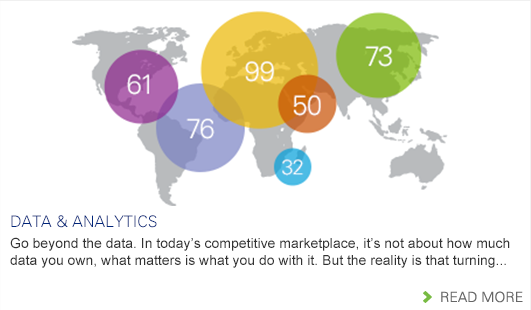 61
99
73
76
50
32
DATA & ANALYTICS
Go beyond the data. In today’s competitive marketplace, it’s not about how much
data you own, what matters is what you do with it. But the reality is that turning...
READ MORE